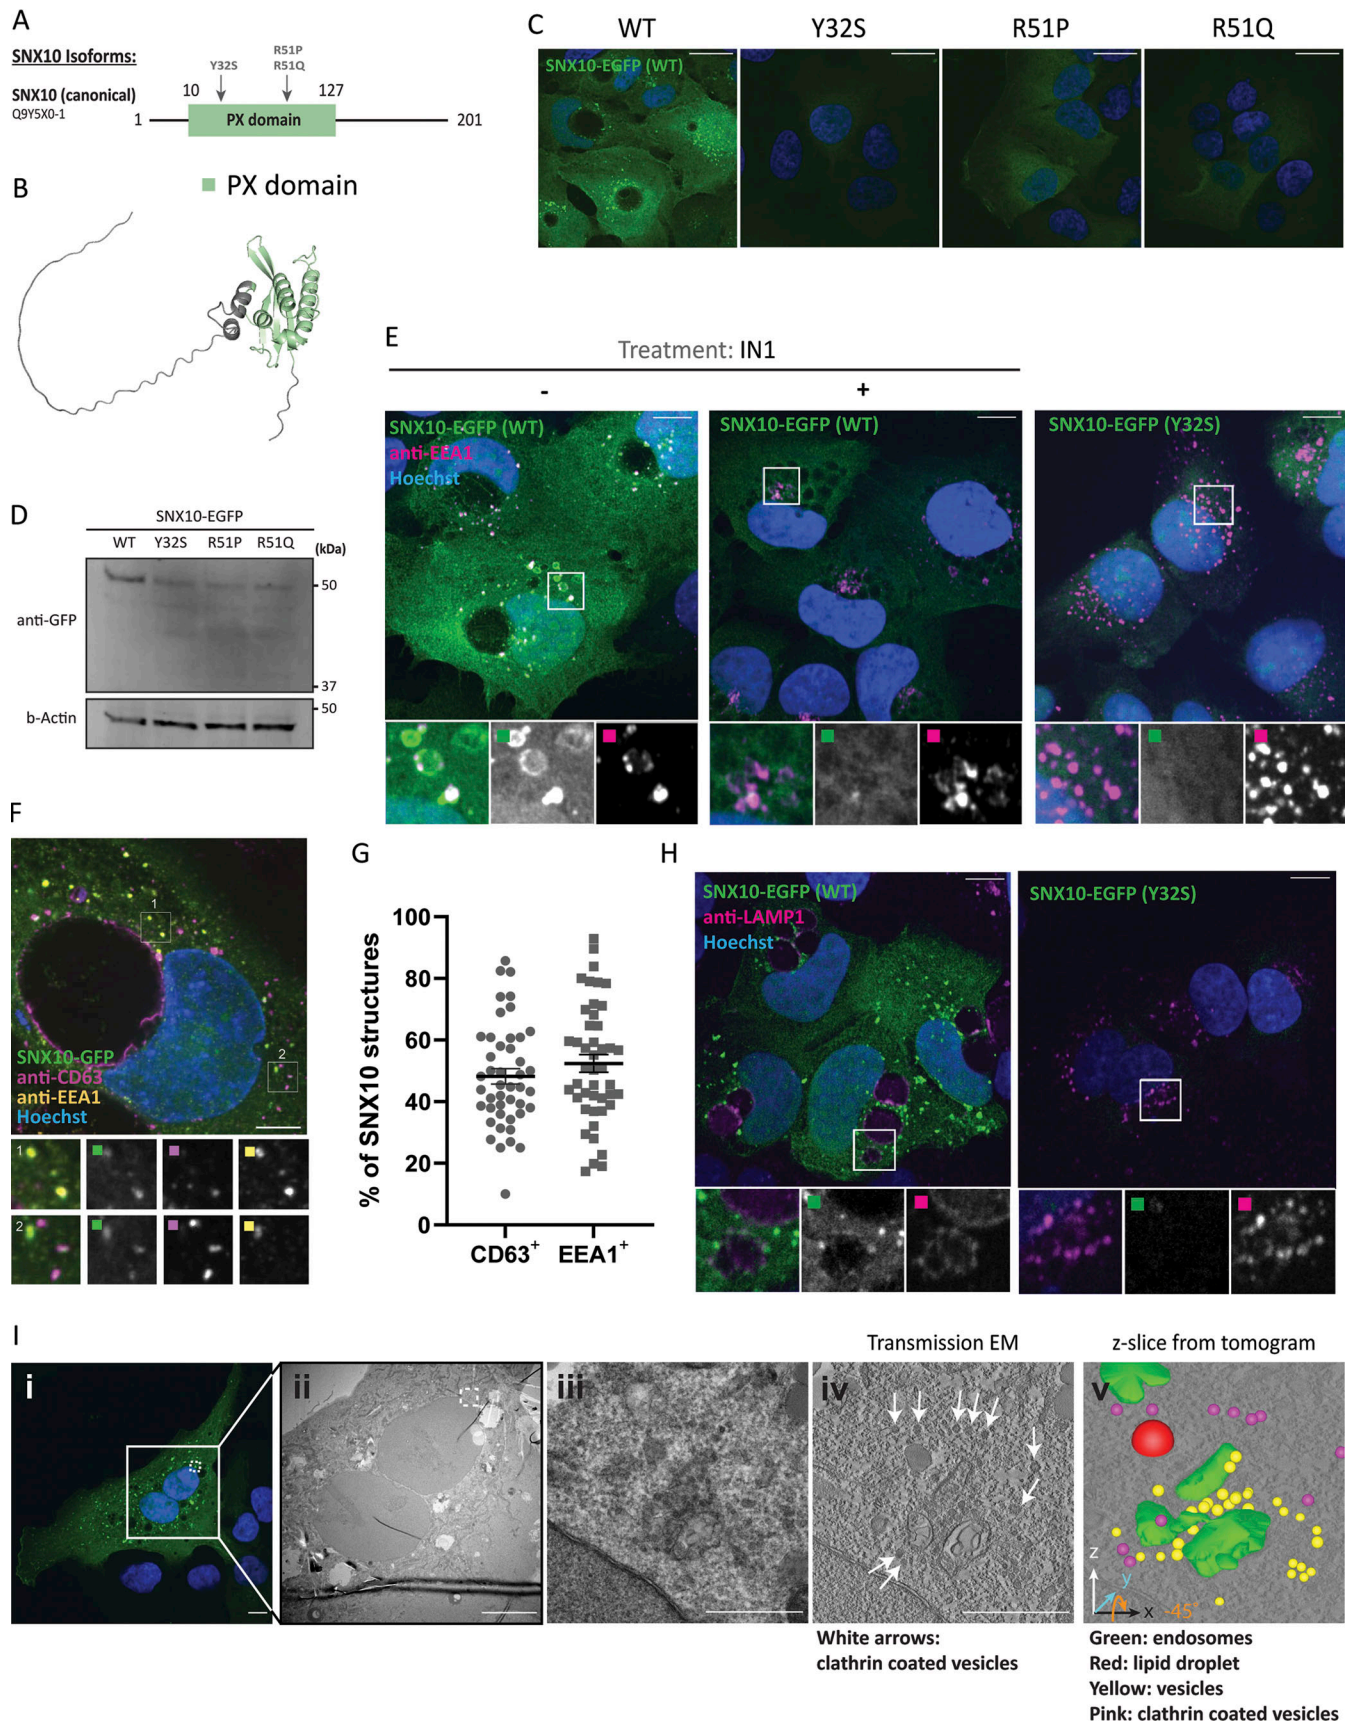 A
SNX10 Isoforms:
SNX10 (canonical)
Q9Y5X0-1
Y32S
R51P
R51Q
10
127
1
PX domain
201
PX domain
B
C
WT
Y32S
R51P
R51Q
SNX10-EGFP (WT)
D
SNX10-EGFP
WT
Y32S
R51P
R51Q
(kDa)
anti-GFP
50
37
b-Actin
50
E
Treatment: IN1
-
+
SNX10-EGFP (WT)
anti-EEA1
Hoechst
SNX10-EGFP (WT)
SNX10-EGFP (Y32S)
F
1
2
SNX10-GFP
anti-CD63
anti-EEA1
Hoechst
1
2
G
% of SNX10 structures
100
80
60
40
20
0
CD63+
EEA1+
H
SNX10-EGFP (WT)
anti-LAMP1
Hoechst
SNX10-EGFP (Y32S)
I
Transmission EM
z-slice from tomogram
i
ii
iii
iv
v
z
y
x
-45°
White arrows:
clathrin coated vesicles
Green: endosomes
Red: lipid droplet
Yellow: vesicles
Pink: clathrin coated vesicles